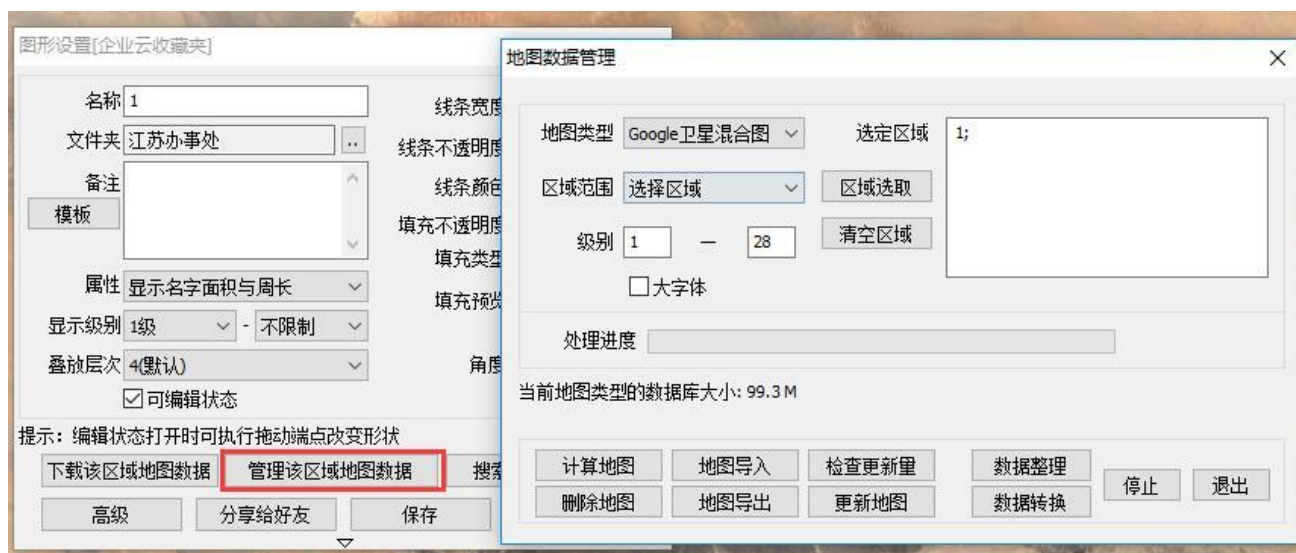 图形设置[企业云收藏夹]
名称 1
线条宽度
文件夹 江苏办事处 ..
线条不透明度
备注
线条颜色
模板
填充不透明度
填充类型
属性 显示名字面积与周长
填充预览
显示级别 1级 - 不限制
叠放层次 4(默认)
角度
可编辑状态
提示：编辑状态打开时可执行拖动端点改变形状
下载该区域地图数据 管理该区域地图数据 搜索
高级 分享给好友 保存
地图数据管理
地图类型 Google卫星混合图 选定区域 1;
区域范围 选择区域 区域选取
级别 1 — 28 清空区域
大字体
处理进度
当前地图类型的数据库大小: 99.3M
计算地图 地图导入 检查更新量 数据整理
停止 退出
删除地图 地图导出 更新地图 数据转换